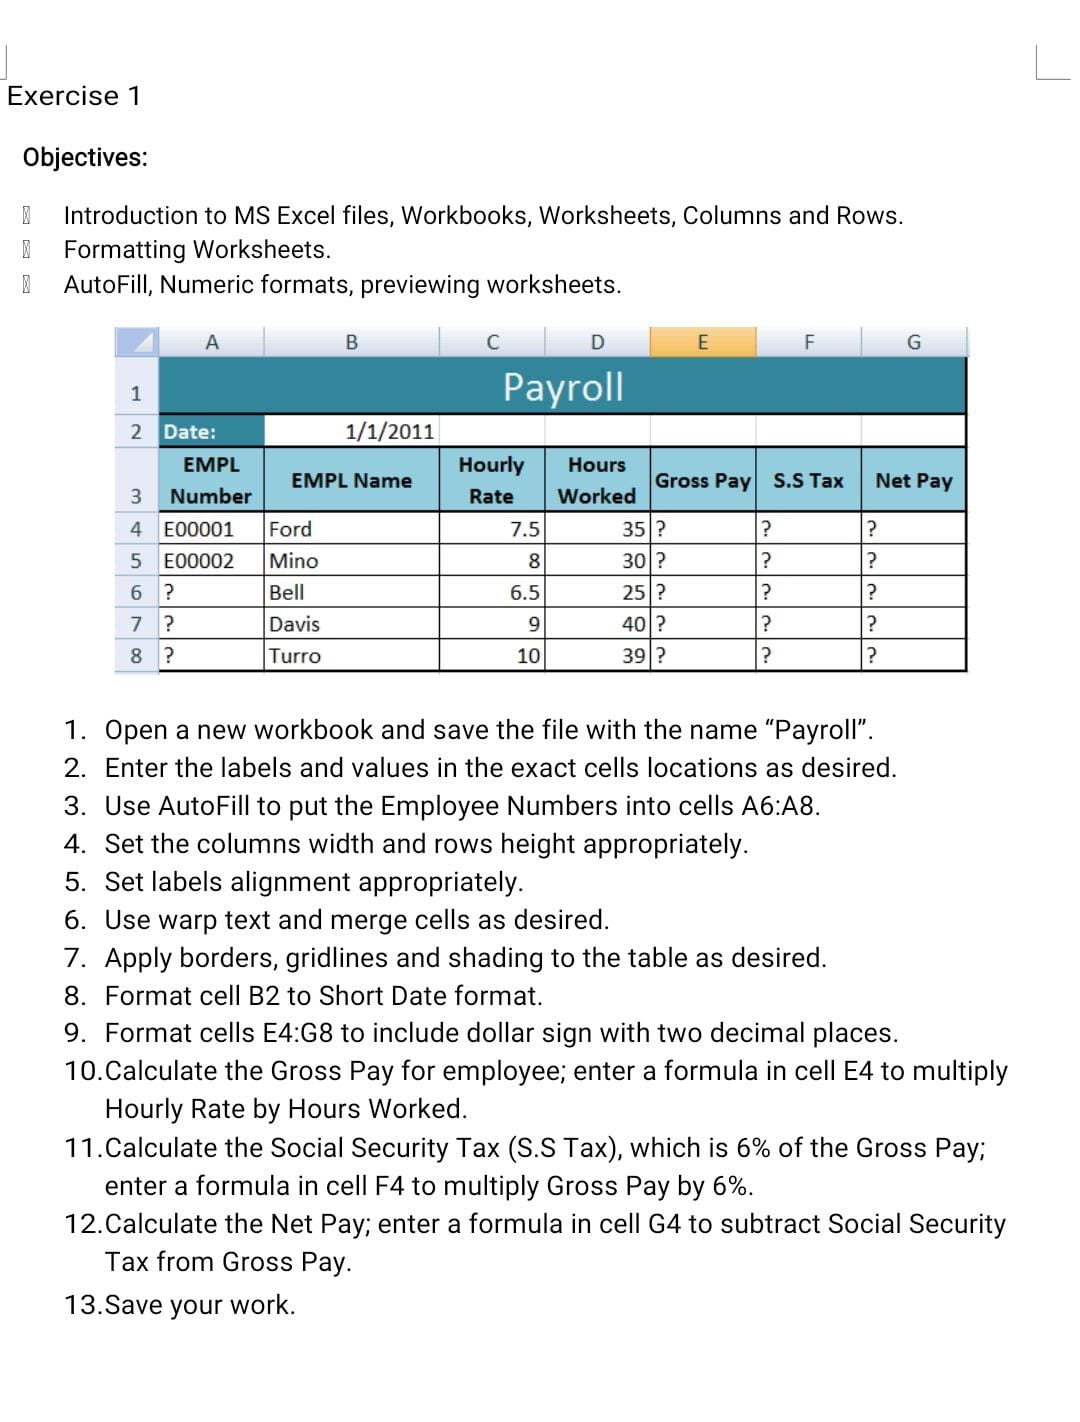 Exercise 1
Objectives:
Introduction to MS Excel files, Workbooks, Worksheets, Columns and Rows.
Formatting Worksheets.
AutoFill, Numeric formats, previewing worksheets.
A B C D E F G
1 Payroll
2 Date: 1/1/2011
3 EMPL Number EMPL Name Hourly Rate Hours Worked Gross Pay S.S Tax Net Pay
4 E00001 Ford 7.5 35 ? ? ?
5 E00002 Mino 8 30 ? ? ?
6 ? Bell 6.5 25 ? ? ?
7 ? Davis 9 40 ? ? ?
8 ? Turro 10 39 ? ? ?
1. Open a new workbook and save the file with the name “Payroll”.
2. Enter the labels and values in the exact cells locations as desired.
3. Use AutoFill to put the Employee Numbers into cells A6:A8.
4. Set the columns width and rows height appropriately.
5. Set labels alignment appropriately.
6. Use warp text and merge cells as desired.
7. Apply borders, gridlines and shading to the table as desired.
8. Format cell B2 to Short Date format.
9. Format cells E4:G8 to include dollar sign with two decimal places.
10.Calculate the Gross Pay for employee; enter a formula in cell E4 to multiply
Hourly Rate by Hours Worked.
11.Calculate the Social Security Tax (S.S Tax), which is 6% of the Gross Pay;
enter a formula in cell F4 to multiply Gross Pay by 6%.
12.Calculate the Net Pay; enter a formula in cell G4 to subtract Social Security
Tax from Gross Pay.
13.Save your work.